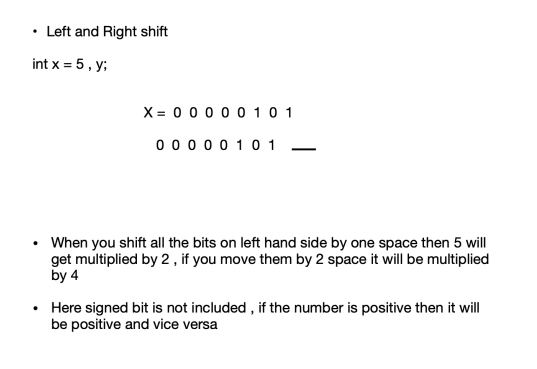 • Left and Right shift
int x = 5 , y;
X = 0 0 0 0 0 1 0 1
0 0 0 0 0 1 0 1 __
• When you shift all the bits on left hand side by one space then 5 will
get multiplied by 2 , if you move them by 2 space it will be multiplied
by 4
• Here signed bit is not included , if the number is positive then it will
be positive and vice versa